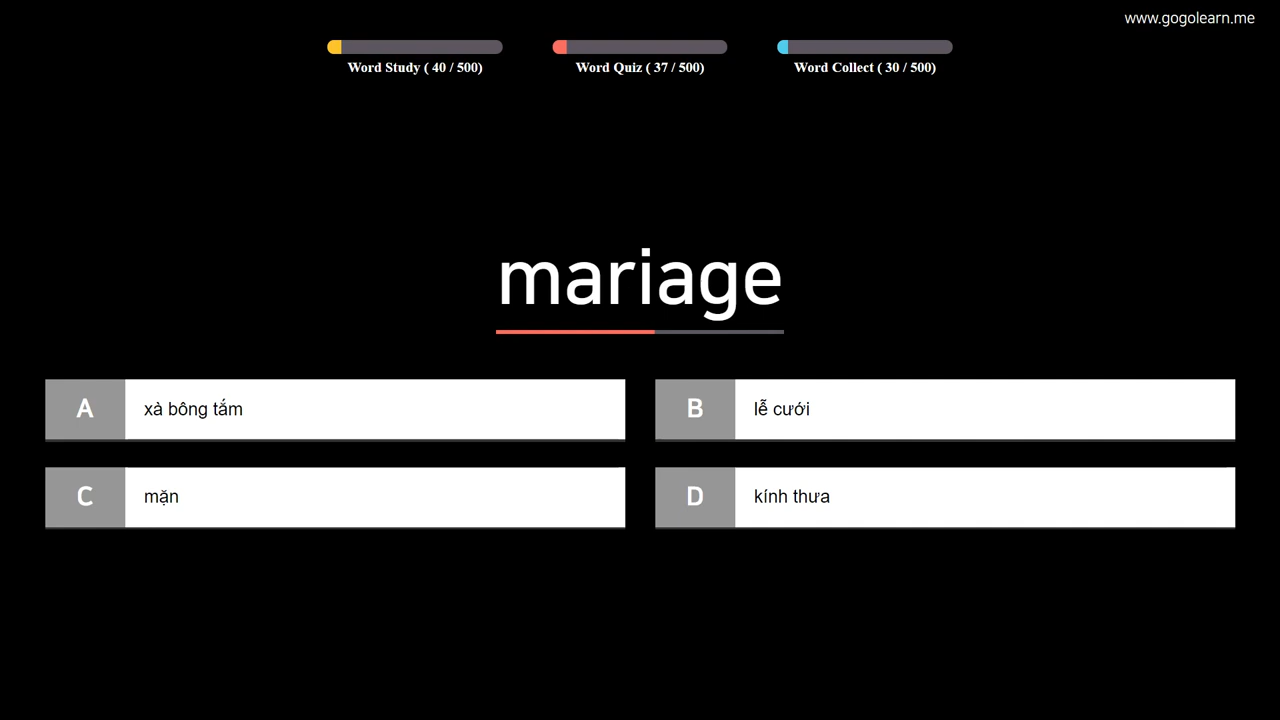 www.gogolearn.me
Word Study ( 40 / 500)
Word Quiz ( 37 / 500)
Word Collect ( 30 / 500)
mariage
A xà bông tắm
B lễ cưới
C mặn
D kính thưa